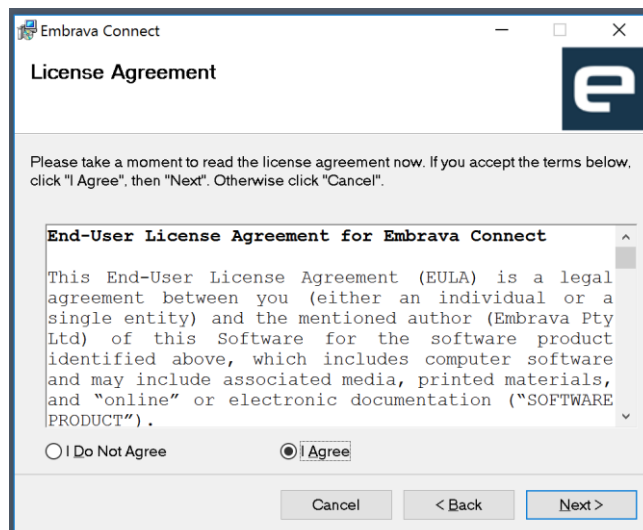 Embrava Connect
License Agreement
e
Please take a moment to read the license agreement now. If you accept the terms below,
click "I Agree", then "Next". Otherwise click "Cancel".
End-User License Agreement for Embrava Connect
This End-User License Agreement (EULA) is a legal
agreement between you (either an individual or a
single entity) and the mentioned author (Embrava Pty
Ltd) of this Software for the software product
identified above, which includes computer software
and may include associated media, printed materials,
and “online” or electronic documentation (“SOFTWARE
PRODUCT”).
I Do Not Agree
I Agree
Cancel
< Back
Next >